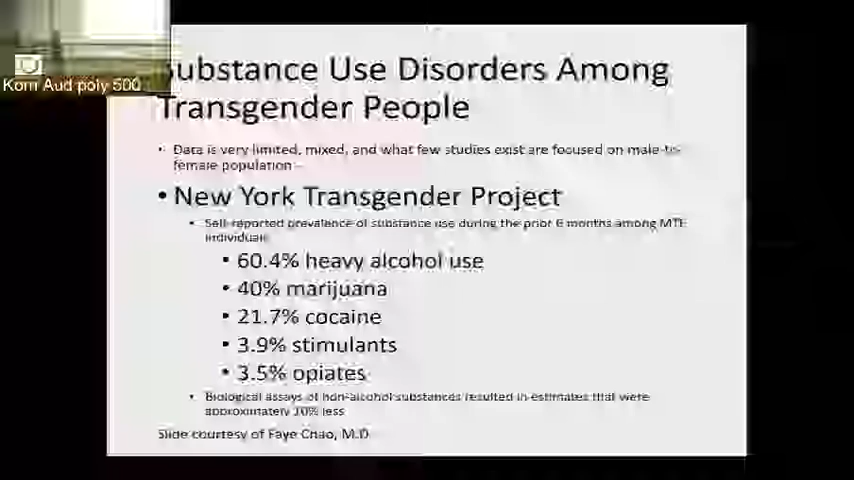 Korn Aud poly 500
Substance Use Disorders Among
Transgender People
• Data is very limited, mixed, and what few studies exist are focused on male-to-
female population
• New York Transgender Project
• Self-reported prevalence of substance use during the prior 6 months among MTF
individuals
• 60.4% heavy alcohol use
• 40% marijuana
• 21.7% cocaine
• 3.9% stimulants
• 3.5% opiates
• Biological assays of non-alcohol substances resulted in estimates that were
approximately 10% less
Slide courtesy of Faye Chao, M.D.